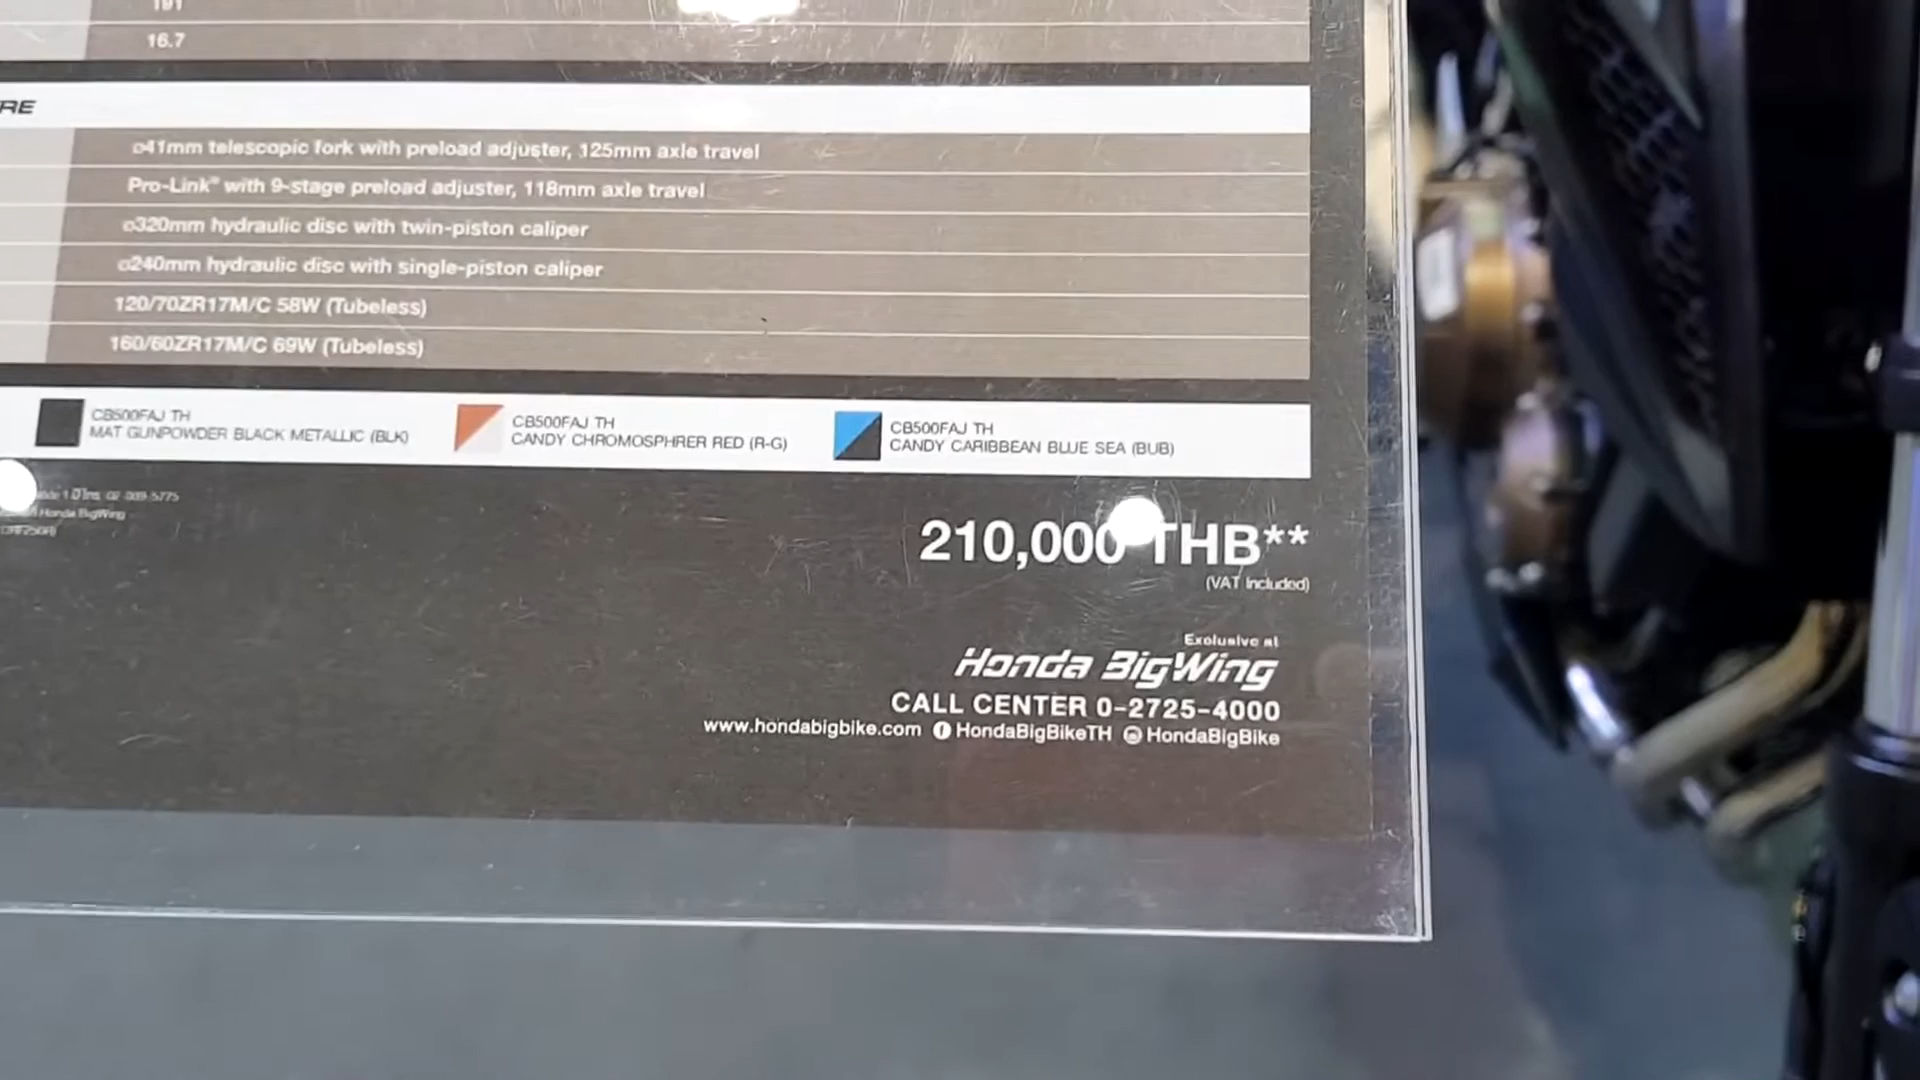 191
16.7
RE
ø41mm telescopic fork with preload adjuster, 125mm axle travel
Pro-Link® with 9-stage preload adjuster, 118mm axle travel
ø320mm hydraulic disc with twin-piston caliper
ø240mm hydraulic disc with single-piston caliper
120/70ZR17M/C 58W (Tubeless)
160/60ZR17M/C 69W (Tubeless)
CB500FAJ TH
MAT GUNPOWDER BLACK METALLIC (BLK)
CB500FAJ TH
CANDY CHROMOSPHRER RED (R-G)
CB500FAJ TH
CANDY CARIBBEAN BLUE SEA (BUB)
Honda BigWing
210,000 THB**
(VAT Included)
Exclusive at
Honda BigWing
CALL CENTER 0-2725-4000
www.hondabigbike.com HondaBigBikeTH HondaBigBike